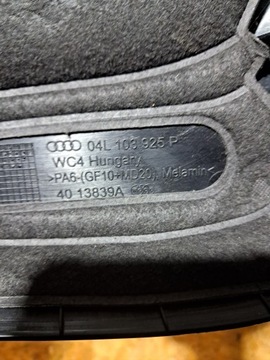 04L 103 925 P
WC4 Hungary
>PA6-(GF10+MD20), Melamin
40 13839A